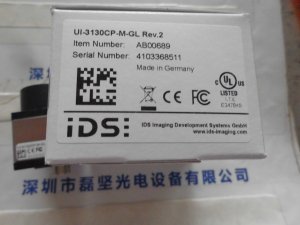 UI-3130CP-M-GL Rev.2
Item Number: AB00689
Serial Number: 4103368511
Made in Germany
UL
LISTED
I.T.E.
E347845
IDS
IDS Imaging Development Systems GmbH
www.ids-imaging.com
深圳市磊坚光电设备有限公司